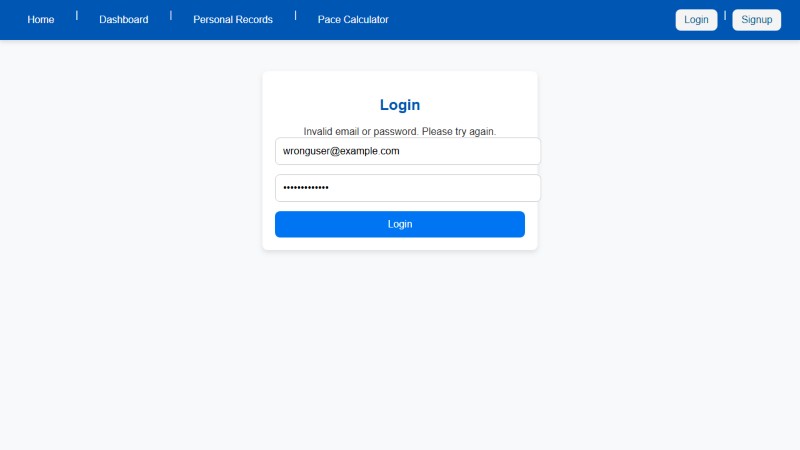 Home | Dashboard | Personal Records | Pace Calculator Login | Signup
Login
Invalid email or password. Please try again.
wronguser@example.com
•••••••••••••
Login